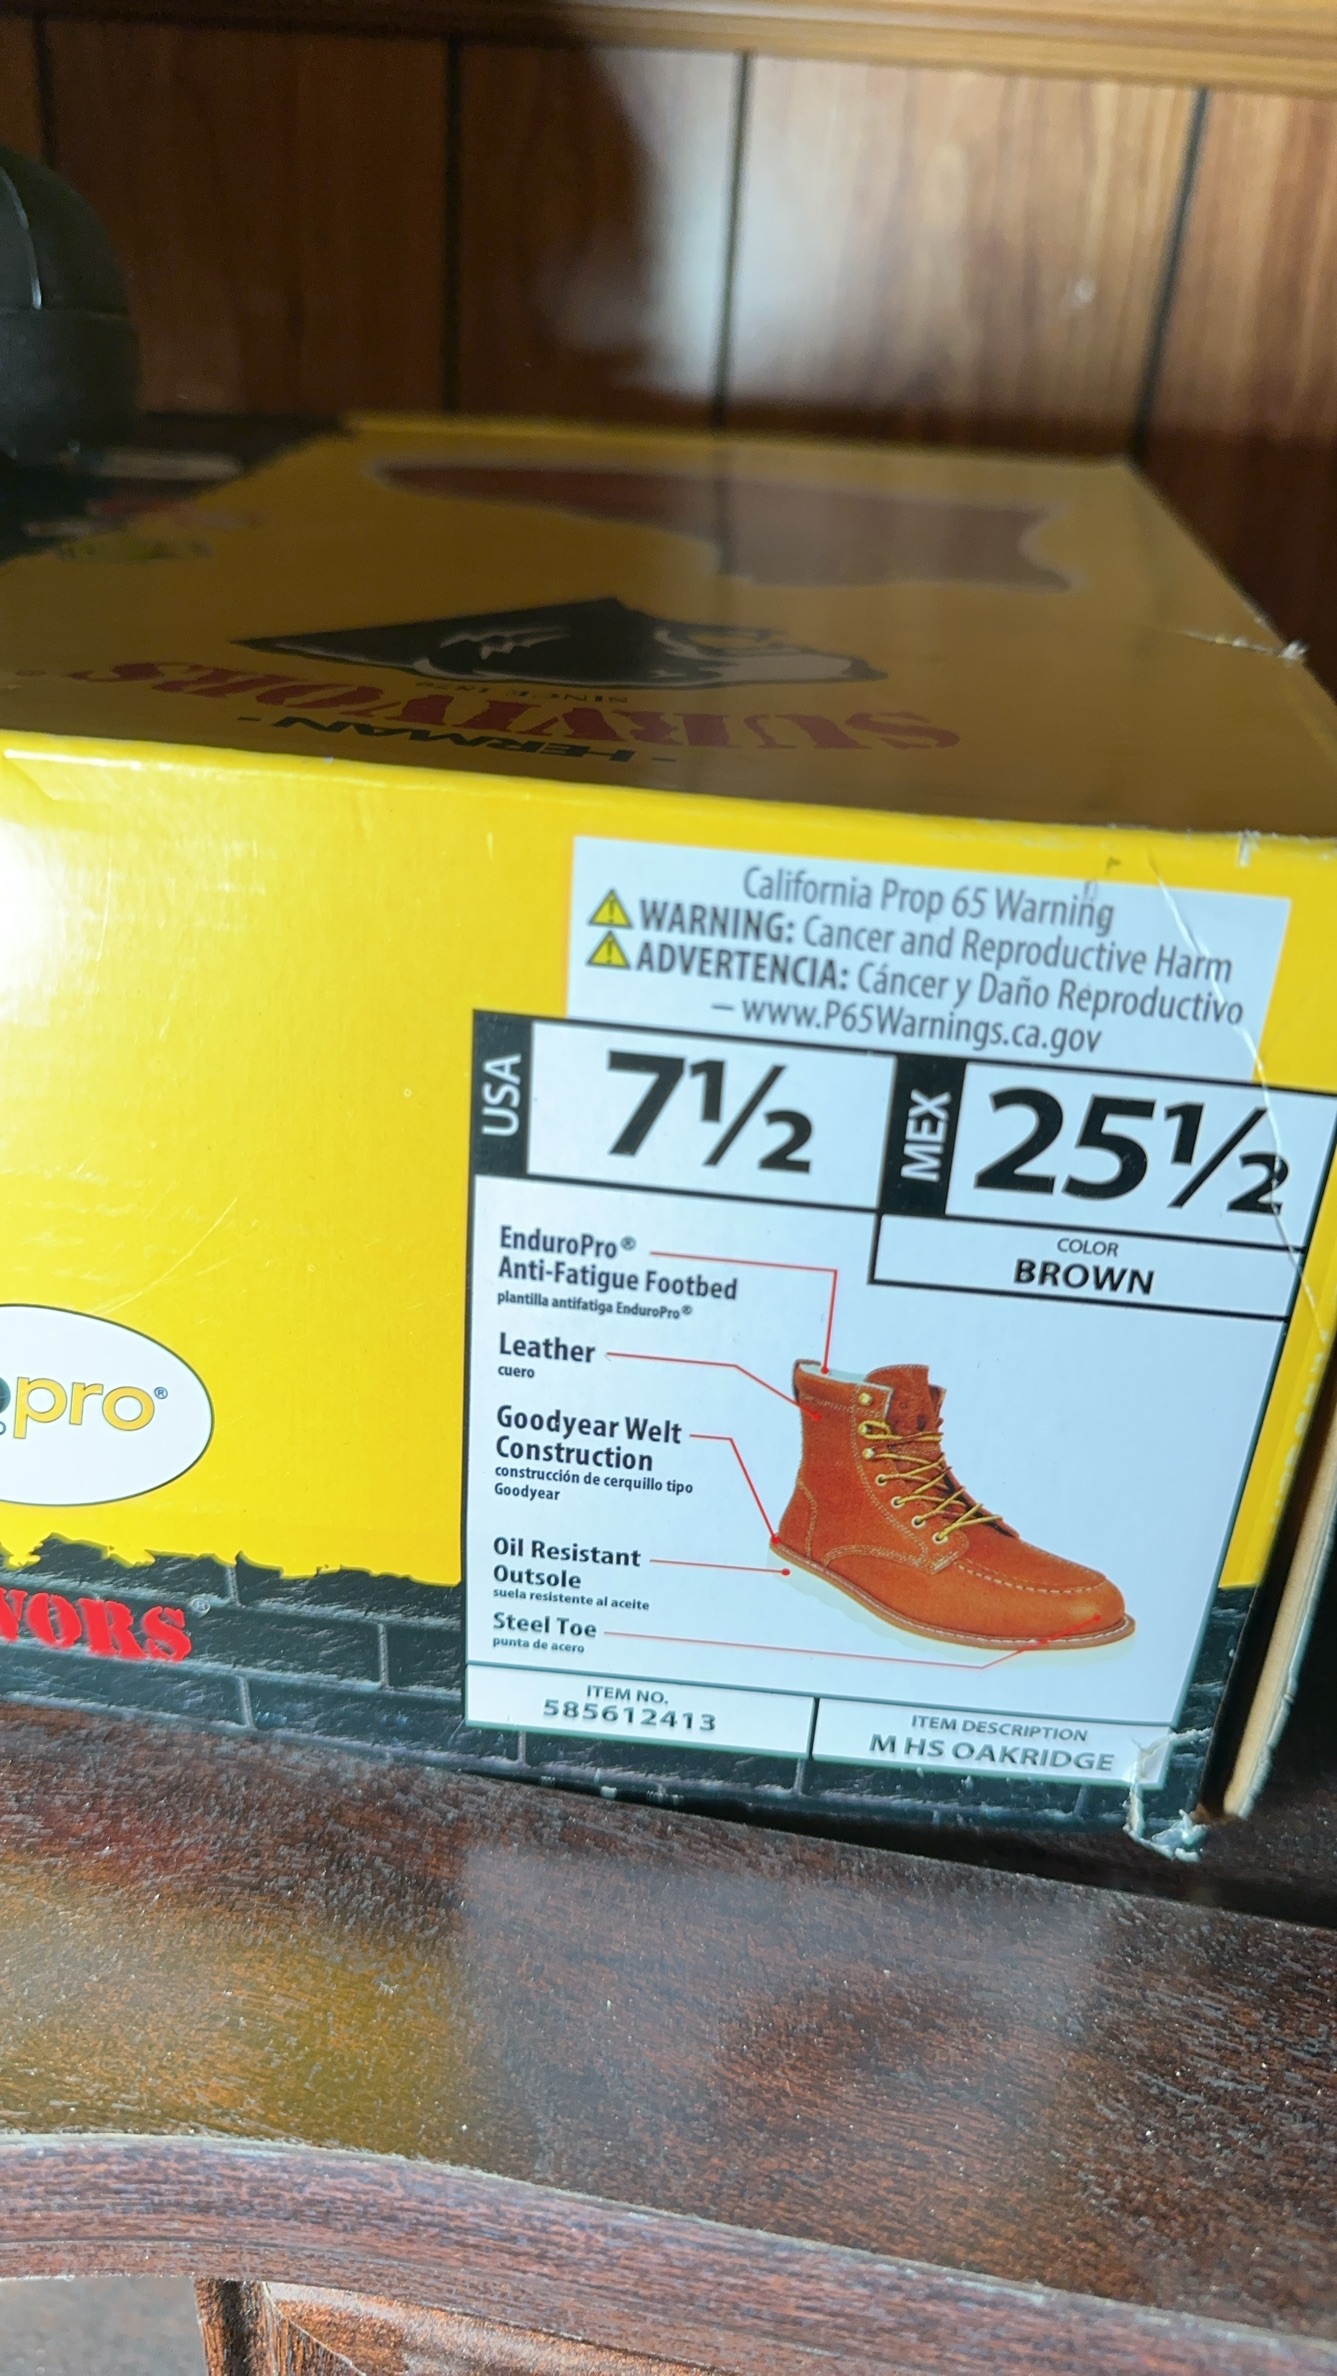 SURVIVORS
SINCE 1879
- HERMAN -
California Prop 65 Warning
WARNING: Cancer and Reproductive Harm
ADVERTENCIA: Cáncer y Daño Reproductivo
– www.P65Warnings.ca.gov
USA
7½
MEX
25½
COLOR
BROWN
EnduroPro®
Anti-Fatigue Footbed
plantilla antifatiga EnduroPro®
Leather
cuero
Goodyear Welt
Construction
construcción de cerquillo tipo
Goodyear
Oil Resistant
Outsole
suela resistente al aceite
Steel Toe
punta de acero
ITEM NO.
585612413
ITEM DESCRIPTION
M HS OAKRIDGE
pro®
VORS®